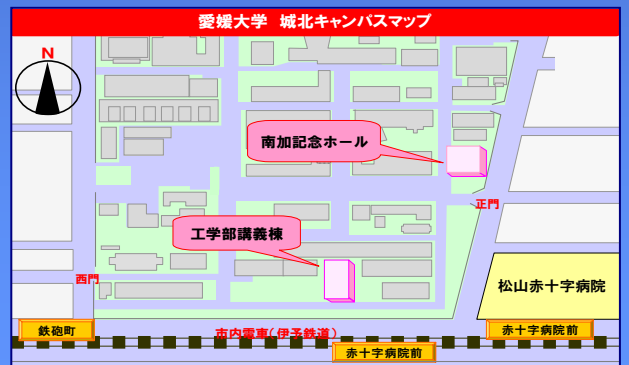 愛媛大学 城北キャンパスマップ
N
南加記念ホール
正門
工学部講義棟
西門
松山赤十字病院
鉄砲町
市内電車(伊予鉄道)
赤十字病院前
赤十字病院前